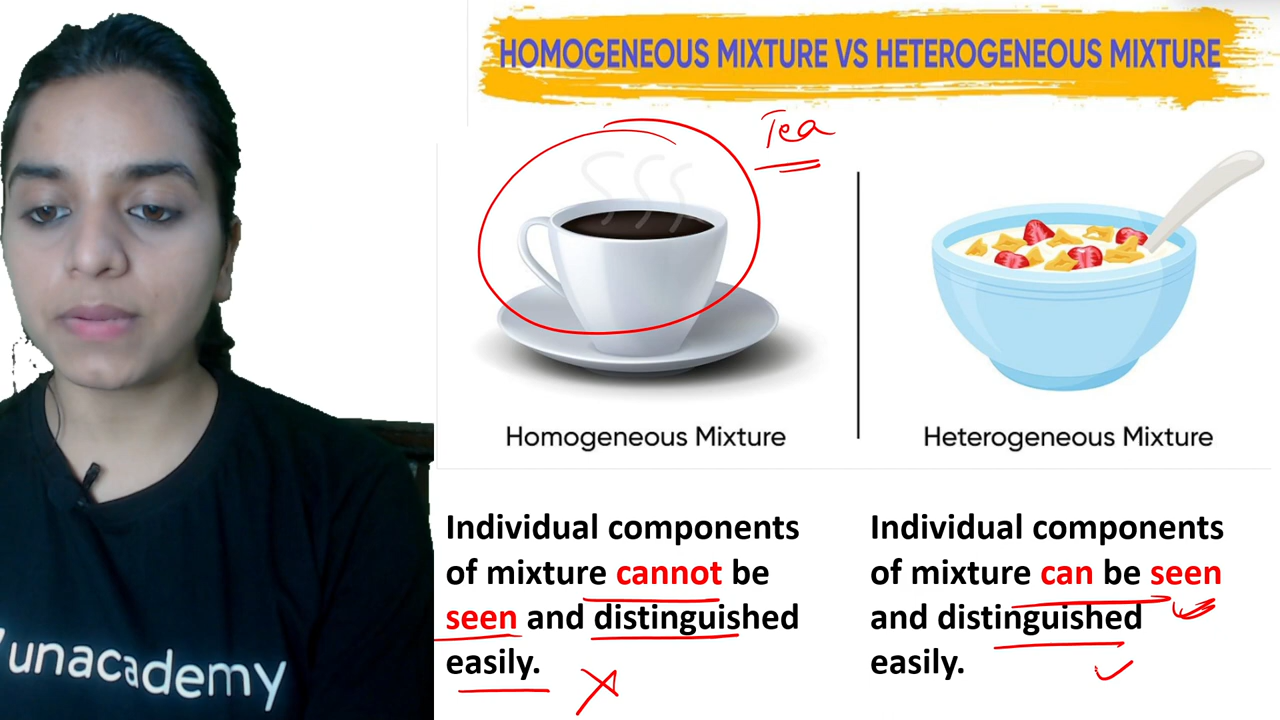 HOMOGENEOUS MIXTURE VS HETEROGENEOUS MIXTURE
Tea
Homogeneous Mixture
Heterogeneous Mixture
Individual components
of mixture cannot be
seen and distinguished
easily.
Individual components
of mixture can be seen
and distinguished
easily.
unacademy